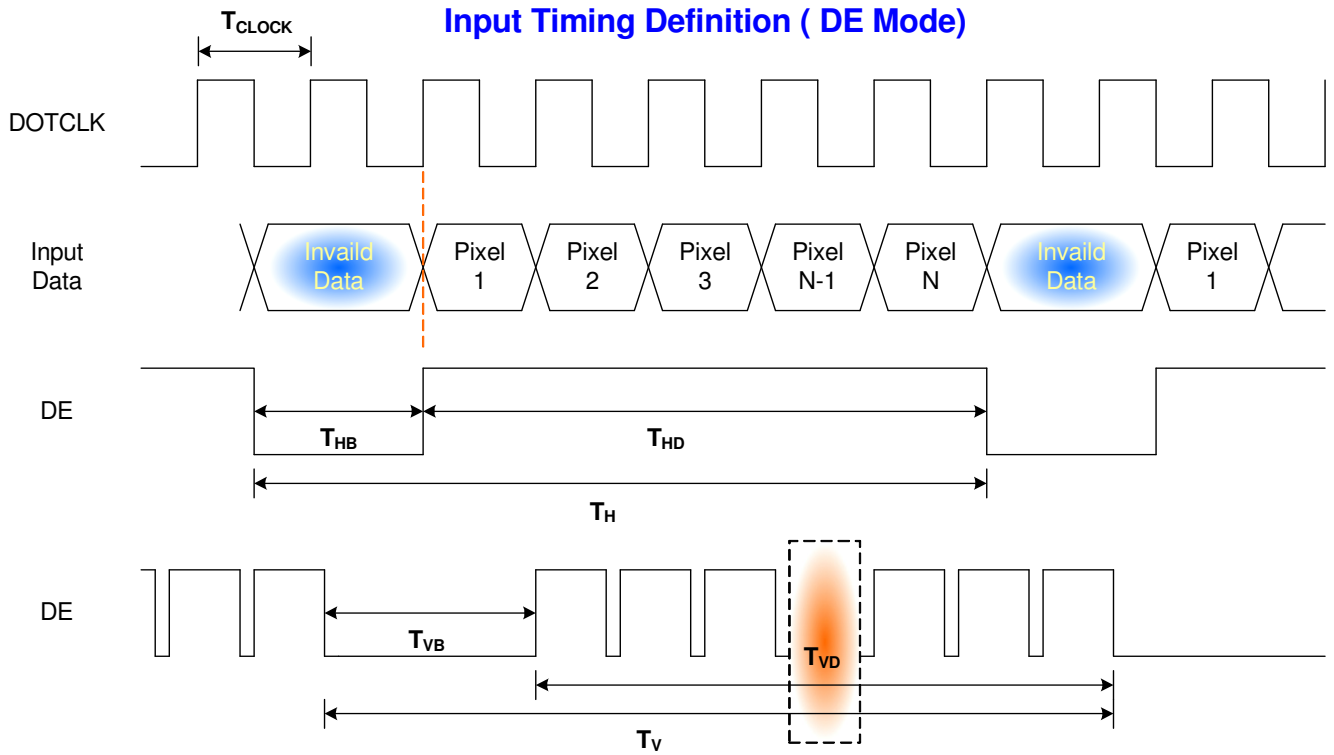 Input Timing Definition ( DE Mode)
TCLOCK
DOTCLK
Input
Data
Invaild
Data
Pixel
1
Pixel
2
Pixel
3
Pixel
N-1
Pixel
N
Invaild
Data
Pixel
1
DE
THB
THD
TH
DE
TVB
TVD
TV